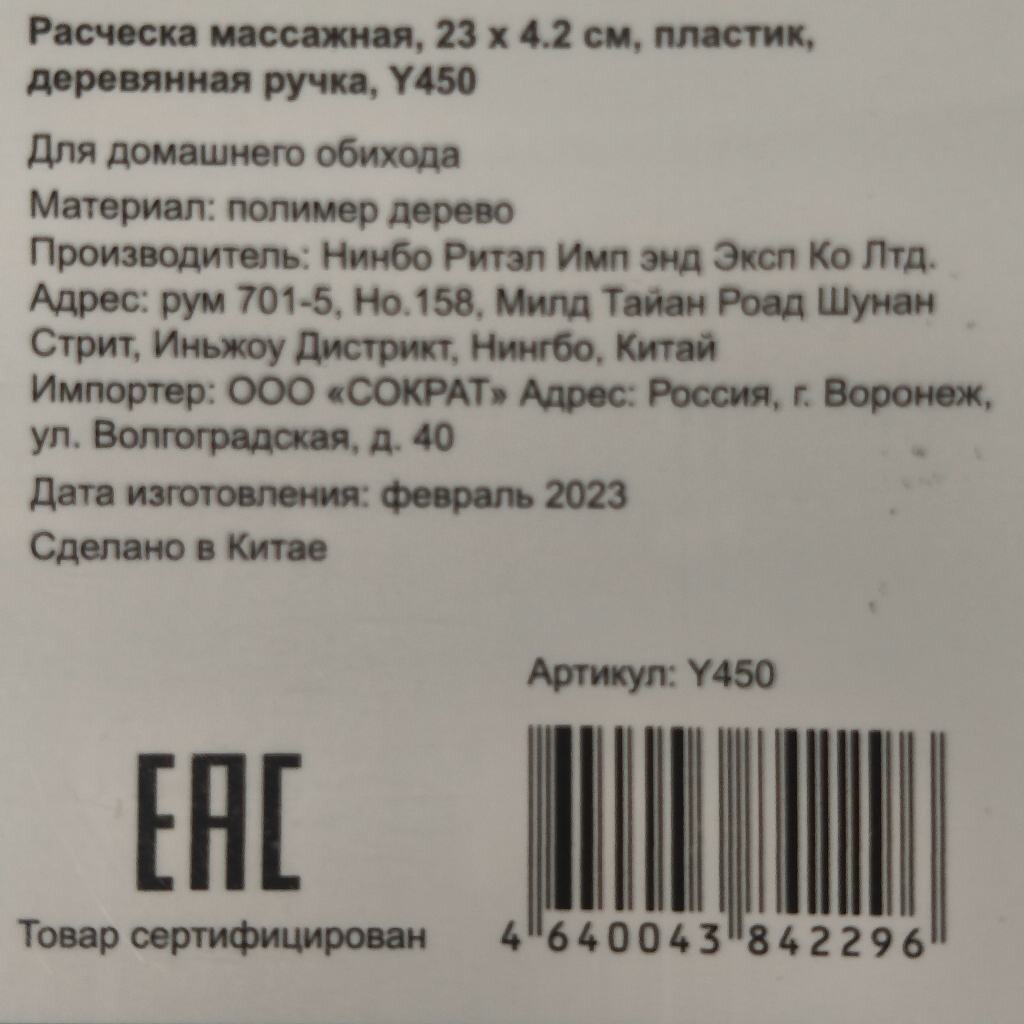 Расческа массажная, 23 х 4.2 см, пластик,
деревянная ручка, Y450
Для домашнего обихода
Материал: полимер дерево
Производитель: Нинбо Ритэл Имп энд Эксп Ко Лтд.
Адрес: рум 701-5, Но.158, Милд Тайан Роад Шунан
Стрит, Иньжоу Дистрикт, Нингбо, Китай
Импортер: ООО «СОКРАТ» Адрес: Россия, г. Воронеж,
ул. Волгоградская, д. 40
Дата изготовления: февраль 2023
Сделано в Китае
Артикул: Y450
EAC
Товар сертифицирован
4 640043 842296